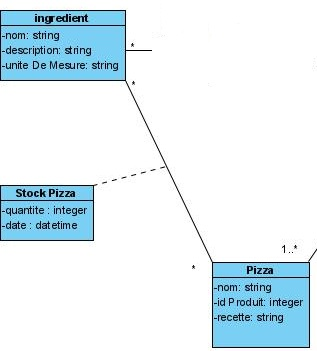 ingredient
-nom: string
-description: string
-unite De Mesure: string
*
*
Stock Pizza
-quantite : integer
-date : datetime
1..*
*
Pizza
-nom: string
-id Produit: integer
-recette: string